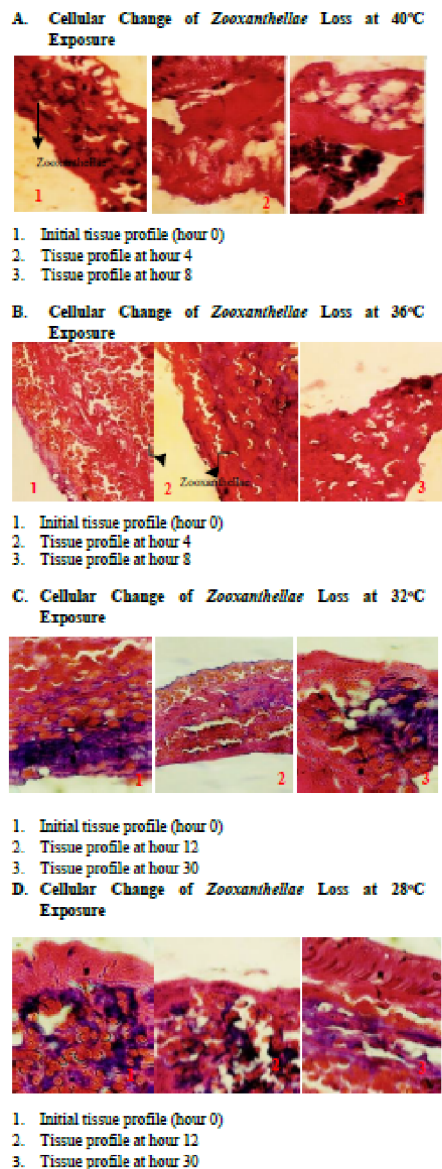 A. Cellular Change of Zooxanthellae Loss at 40°C
Exposure
Zooxanthellae
1
2
3
1. Initial tissue profile (hour 0)
2. Tissue profile at hour 4
3. Tissue profile at hour 8
B. Cellular Change of Zooxanthellae Loss at 36°C
Exposure
1
2
Zooxanthellae
3
1. Initial tissue profile (hour 0)
2. Tissue profile at hour 4
3. Tissue profile at hour 8
C. Cellular Change of Zooxanthellae Loss at 32°C
Exposure
1
2
3
1. Initial tissue profile (hour 0)
2. Tissue profile at hour 12
3. Tissue profile at hour 30
D. Cellular Change of Zooxanthellae Loss at 28°C
Exposure
1
2
3
1. Initial tissue profile (hour 0)
2. Tissue profile at hour 12
3. Tissue profile at hour 30